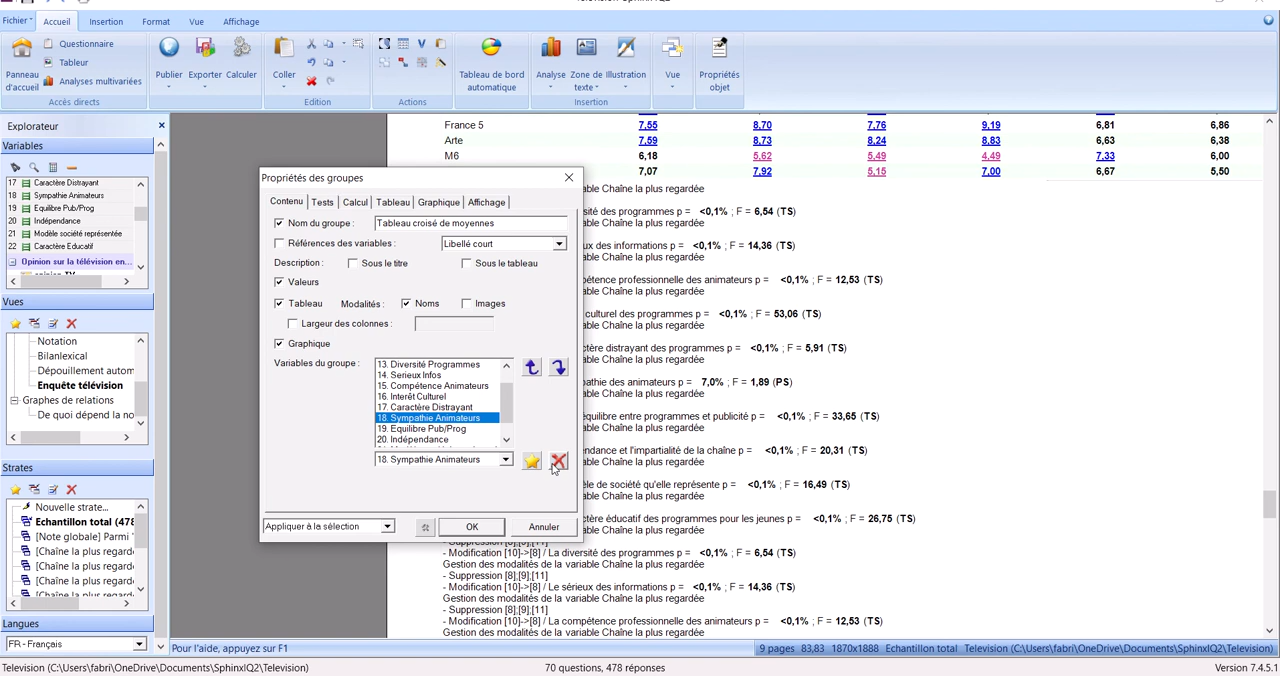 Television SphinxIQ2
Fichier Accueil Insertion Format Vue Affichage
Panneau d'accueil
Questionnaire
Tableur
Analyses multivariées
Accès directs
Publier Exporter Calculer
Coller
Edition
Actions
Tableau de bord automatique
Analyse Zone de texte Illustration
Insertion
Vue
Propriétés objet
Explorateur
Variables
17 Caractère Distrayant
18 Sympathie Animateurs
19 Equilibre Pub/Prog
20 Indépendance
21 Modèle société représentée
22 Caractère Educatif
Opinion sur la télévision en...
opinion TV
Vues
Notation
Bilanlexical
Dépouillement autom
Enquête télévision
Graphes de relations
De quoi dépend la no
Strates
Nouvelle strate...
Echantillon total (478
[Note globale] Parmi '
[Chaîne la plus regard
[Chaîne la plus regard
[Chaîne la plus regard
[Chaîne la plus regard
Langues
FR - Français
France 5 7,55 8,70 7,76 9,19 6,81 6,86
Arte 7,59 8,73 8,24 8,83 6,63 6,38
M6 6,18 5,62 5,49 4,49 7,33 6,00
7,07 7,92 5,15 7,00 6,67 5,50
Propriétés des groupes
Contenu Tests Calcul Tableau Graphique Affichage
Nom du groupe : Tableau croisé de moyennes
Références des variables : Libellé court
Description : Sous le titre Sous le tableau
Valeurs
Tableau Modalités : Noms Images
Largeur des colonnes :
Graphique
Variables du groupe :
13. Diversité Programmes
14. Serieux Infos
15. Compétence Animateurs
16. Interêt Culturel
17. Caractère Distrayant
18. Sympathie Animateurs
19. Equilibre Pub/Prog
20. Indépendance
18. Sympathie Animateurs
Appliquer à la sélection OK Annuler
able Chaîne la plus regardée
sité des programmes p = <0,1% ; F = 6,54 (TS)
able Chaîne la plus regardée
ux des informations p = <0,1% ; F = 14,36 (TS)
able Chaîne la plus regardée
pétence professionnelle des animateurs p = <0,1% ; F = 12,53 (TS)
able Chaîne la plus regardée
culturel des programmes p = <0,1% ; F = 53,06 (TS)
able Chaîne la plus regardée
ctère distrayant des programmes p = <0,1% ; F = 5,91 (TS)
able Chaîne la plus regardée
pathie des animateurs p = 7,0% ; F = 1,89 (PS)
able Chaîne la plus regardée
quilibre entre programmes et publicité p = <0,1% ; F = 33,65 (TS)
able Chaîne la plus regardée
endance et l'impartialité de la chaîne p = <0,1% ; F = 20,31 (TS)
able Chaîne la plus regardée
èle de société qu'elle représente p = <0,1% ; F = 16,49 (TS)
able Chaîne la plus regardée
ctère éducatif des programmes pour les jeunes p = <0,1% ; F = 26,75 (TS)
able Chaîne la plus regardée
- Suppression [8];[9];[11]
- Modification [10]->[8] / La diversité des programmes p = <0,1% ; F = 6,54 (TS)
Gestion des modalités de la variable Chaîne la plus regardée
- Suppression [8];[9];[11]
- Modification [10]->[8] / Le sérieux des informations p = <0,1% ; F = 14,36 (TS)
Gestion des modalités de la variable Chaîne la plus regardée
- Suppression [8];[9];[11]
- Modification [10]->[8] / La compétence professionnelle des animateurs p = <0,1% ; F = 12,53 (TS)
Gestion des modalités de la variable Chaîne la plus regardée
Pour l'aide, appuyez sur F1
9 pages 83,83 1870x1888 Echantillon total Television (C:\Users\fabri\OneDrive\Documents\SphinxIQ2\Television)
Television (C:\Users\fabri\OneDrive\Documents\SphinxIQ2\Television) 70 questions, 478 réponses Version 7.4.5.1